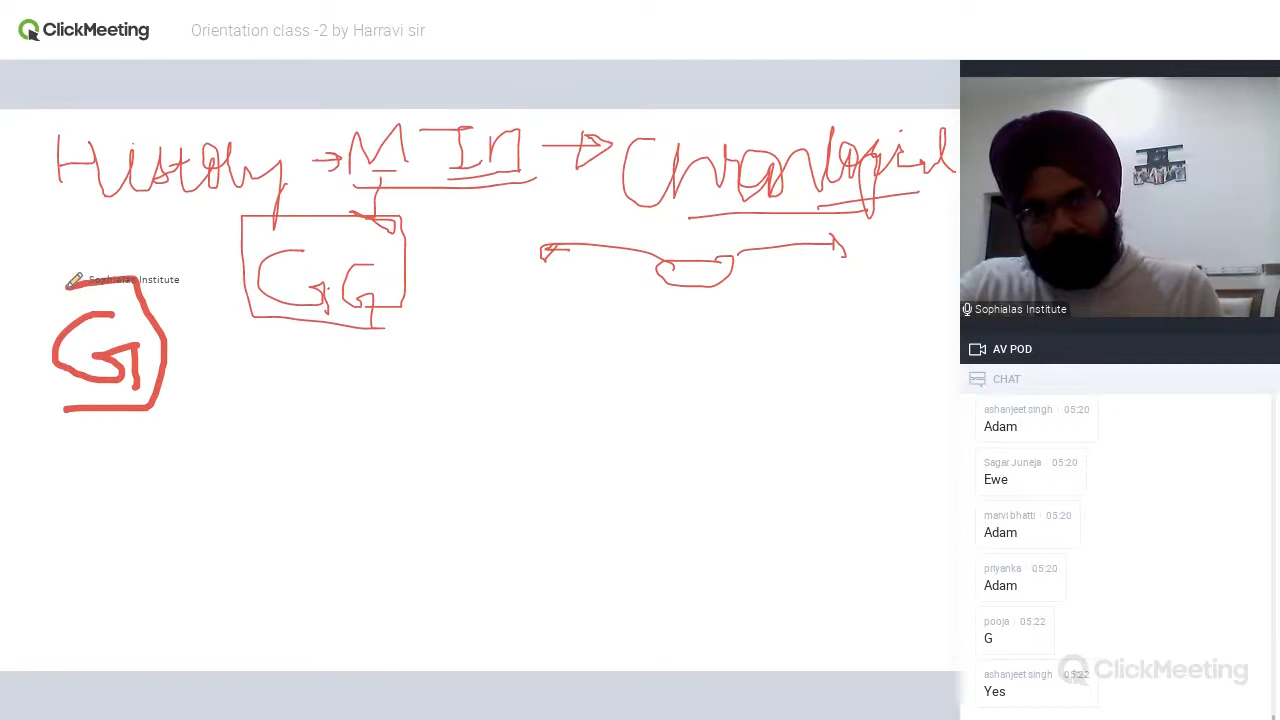 ClickMeeting
Orientation class -2 by Harravi sir
History → M In → Chronlogical
G.G
Sophialas Institute
G
Sophialas Institute
AV POD
CHAT
ashanjeet singh 05:20
Adam
Sagar Juneja 05:20
Ewe
marvi bhatti 05:20
Adam
priyanka 05:20
Adam
pooja 05:22
G
ashanjeet singh 05:22
Yes
ClickMeeting